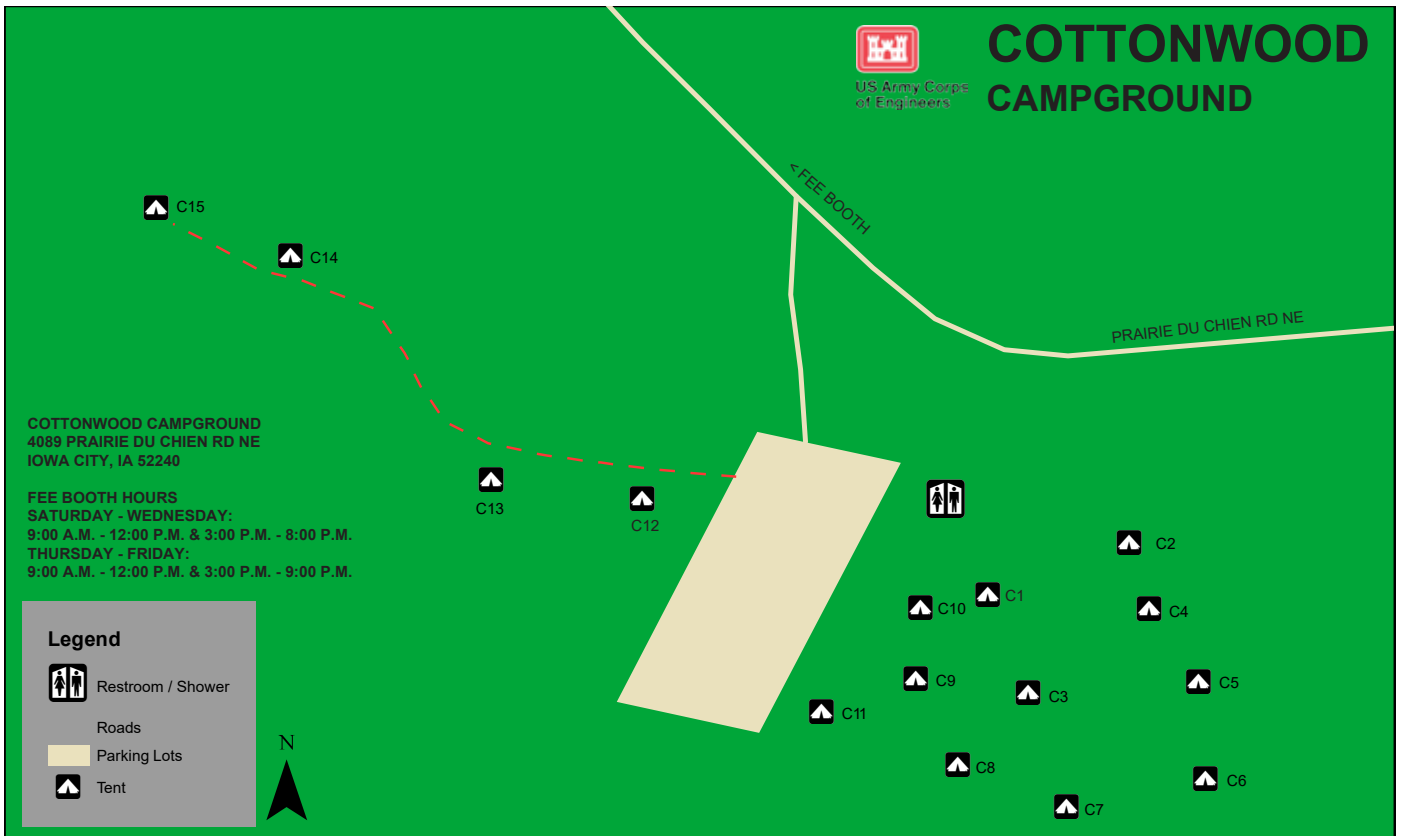 COTTONWOOD
CAMPGROUND
US Army Corps
of Engineers
< FEE BOOTH
PRAIRIE DU CHIEN RD NE
C15
C14
C13
C12
C2
C1
C10
C4
C9
C3
C5
C11
C8
C6
C7
COTTONWOOD CAMPGROUND
4089 PRAIRIE DU CHIEN RD NE
IOWA CITY, IA 52240
FEE BOOTH HOURS
SATURDAY - WEDNESDAY:
9:00 A.M. - 12:00 P.M. & 3:00 P.M. - 8:00 P.M.
THURSDAY - FRIDAY:
9:00 A.M. - 12:00 P.M. & 3:00 P.M. - 9:00 P.M.
Legend
Restroom / Shower
Roads
Parking Lots
Tent
N